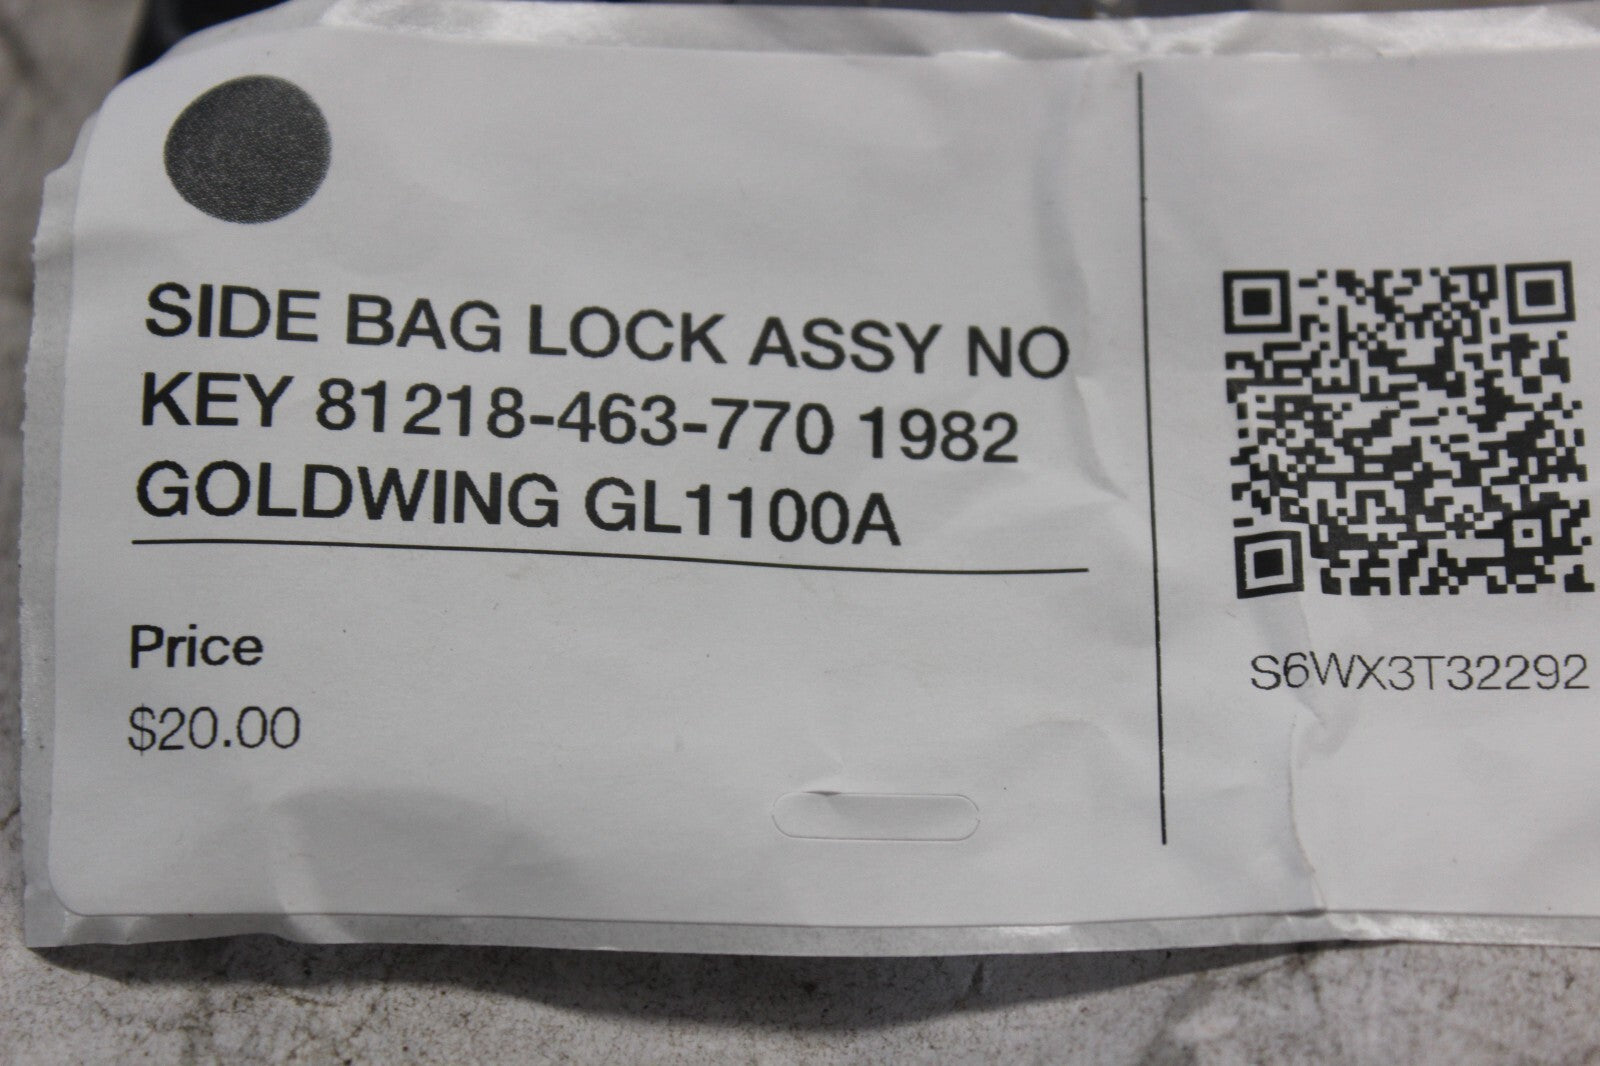 SIDE BAG LOCK ASSY NO
KEY 81218-463-770 1982
GOLDWING GL1100A
Price
$20.00
S6WX3T32292